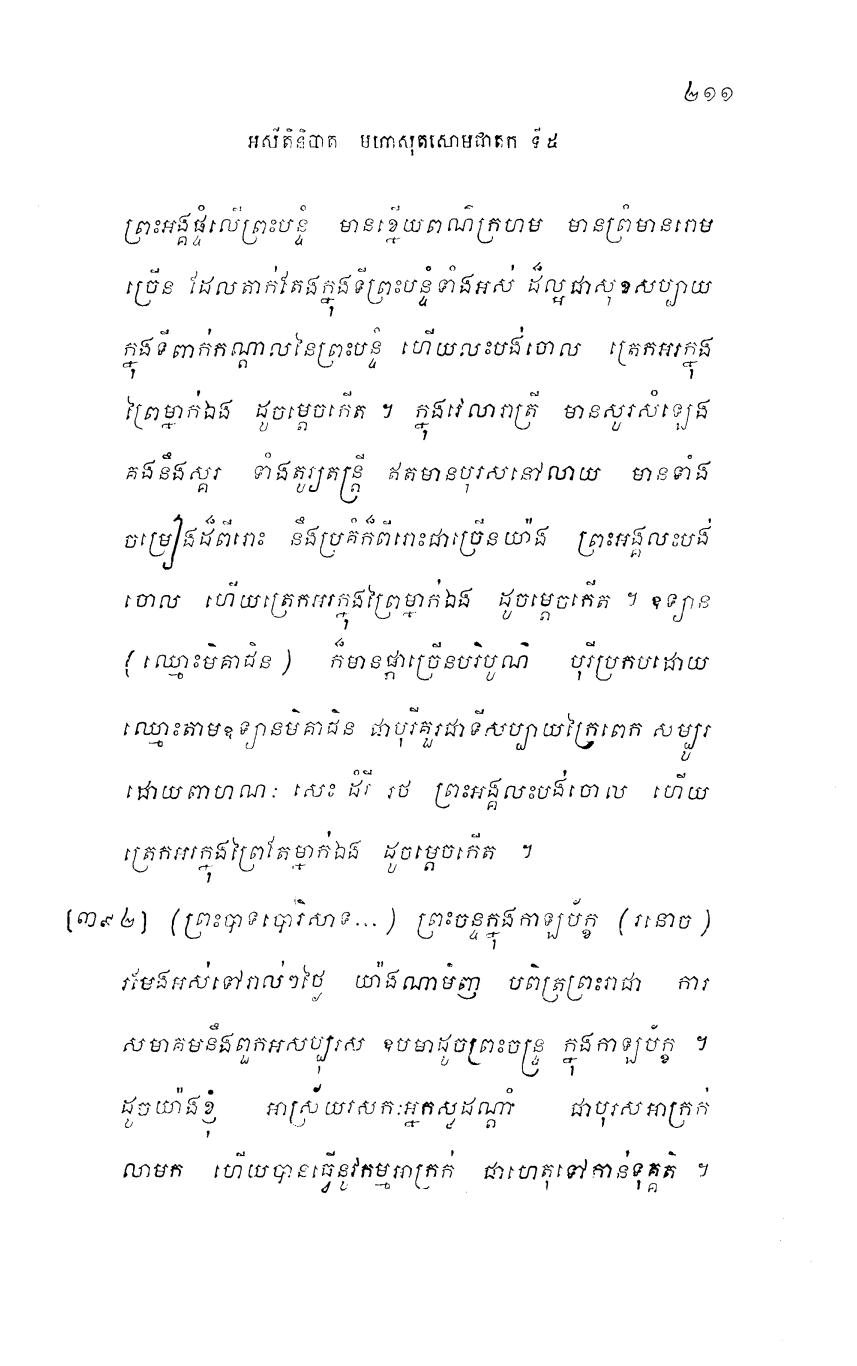 ២១១
អសីតិនិបាត មហាសុតសោមជាតក ទី៥
ព្រះអង្គផ្ទំលើព្រះបន្ទំ មានខ្នើយពណ៌ក្រហម មានព្រំមានរោម
ច្រើន ដែលតាក់តែងក្នុងទីព្រះបន្ទំទាំងអស់ ដ៏ល្អជាសុខសប្បាយ
ក្នុងទីពាក់កណ្តាលនៃព្រះបន្ទំ ហើយលះបង់ចោល ត្រេកអរក្នុង
ព្រៃម្នាក់ឯង ដូចម្តេចកើត ។ ក្នុងវេលារាត្រី មានសូរសំឡេង
គងនឹងស្គរ ទាំងតូរ្យតន្ត្រី ឥតមានបុរសនៅលាយ មានទាំង
ចម្រៀងដ៏ពីរោះ នឹងប្រគំក៏ពីរោះជាច្រើនយ៉ាង ព្រះអង្គលះបង់
ចោល ហើយត្រេកអរក្នុងព្រៃម្នាក់ឯង ដូចម្តេចកើត ។ ឧទ្យាន
(ឈ្មោះមិគាជិន) ក៏មានផ្កាច្រើនបរិបូណ៌ បុរីប្រកបដោយ
ឈ្មោះតាមឧទ្យានមិគាជិន ជាបុរីគួរជាទីសប្បាយក្រៃពេក សម្បូរ
ដោយពាហណៈ សេះ ដំរី រថ ព្រះអង្គលះបង់ចោល ហើយ
ត្រេកអរក្នុងព្រៃតែម្នាក់ឯង ដូចម្តេចកើត ។
[៣៩២] (ព្រះបាទបោរិសាទ...) ព្រះចន្ទក្នុងកាឡប័ក្ខ (រនោច)
រមែងអស់ទៅរាល់ៗថ្ងៃ យ៉ាងណាមិញ បពិត្រព្រះរាជា ការ
សមាគមនឹងពួកអសប្បុរស ឧបមាដូចព្រះចន្ទ្រ ក្នុងកាឡប័ក្ខ ។
ដូចយ៉ាងខ្ញុំ អាស្រ័យរសកៈអ្នកស្ងដណ្តាំ ជាបុរសអាក្រក់
លាមក ហើយបានធ្វើនូវកម្មអាក្រក់ ជាហេតុទៅកាន់ទុគ្គតិ ។